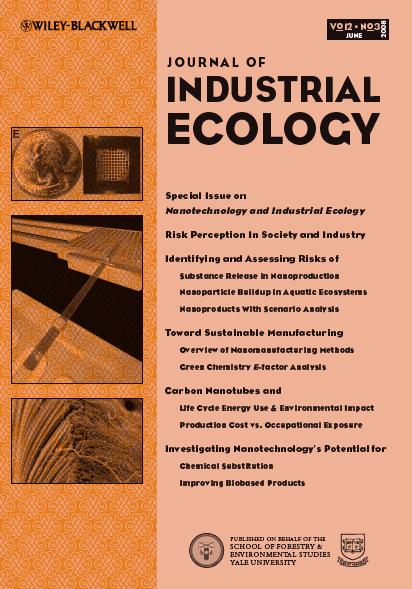 WILEY-BLACKWELL
VOL12 • NO3
JUNE
2008
JOURNAL OF
INDUSTRIAL
ECOLOGY
E
Special Issue on
Nanotechnology and Industrial Ecology
Risk Perception In Society and Industry
Identifying and Assessing Risks of
Substance Release in Nanoproduction
Nanoparticle Buildup in Aquatic Ecosystems
Nanoproducts With Scenario Analysis
Toward Sustainable Manufacturing
Overview of Nanomanufacturing Methods
Green Chemistry E-factor Analysis
Carbon Nanotubes and
Life Cycle Energy Use & Environmental Impact
Production Cost vs. Occupational Exposure
Investigating Nanotechnology's Potential for
Chemical Substitution
Improving Biobased Products
PUBLISHED ON BEHALF OF THE
SCHOOL OF FORESTRY &
ENVIRONMENTAL STUDIES
YALE UNIVERSITY